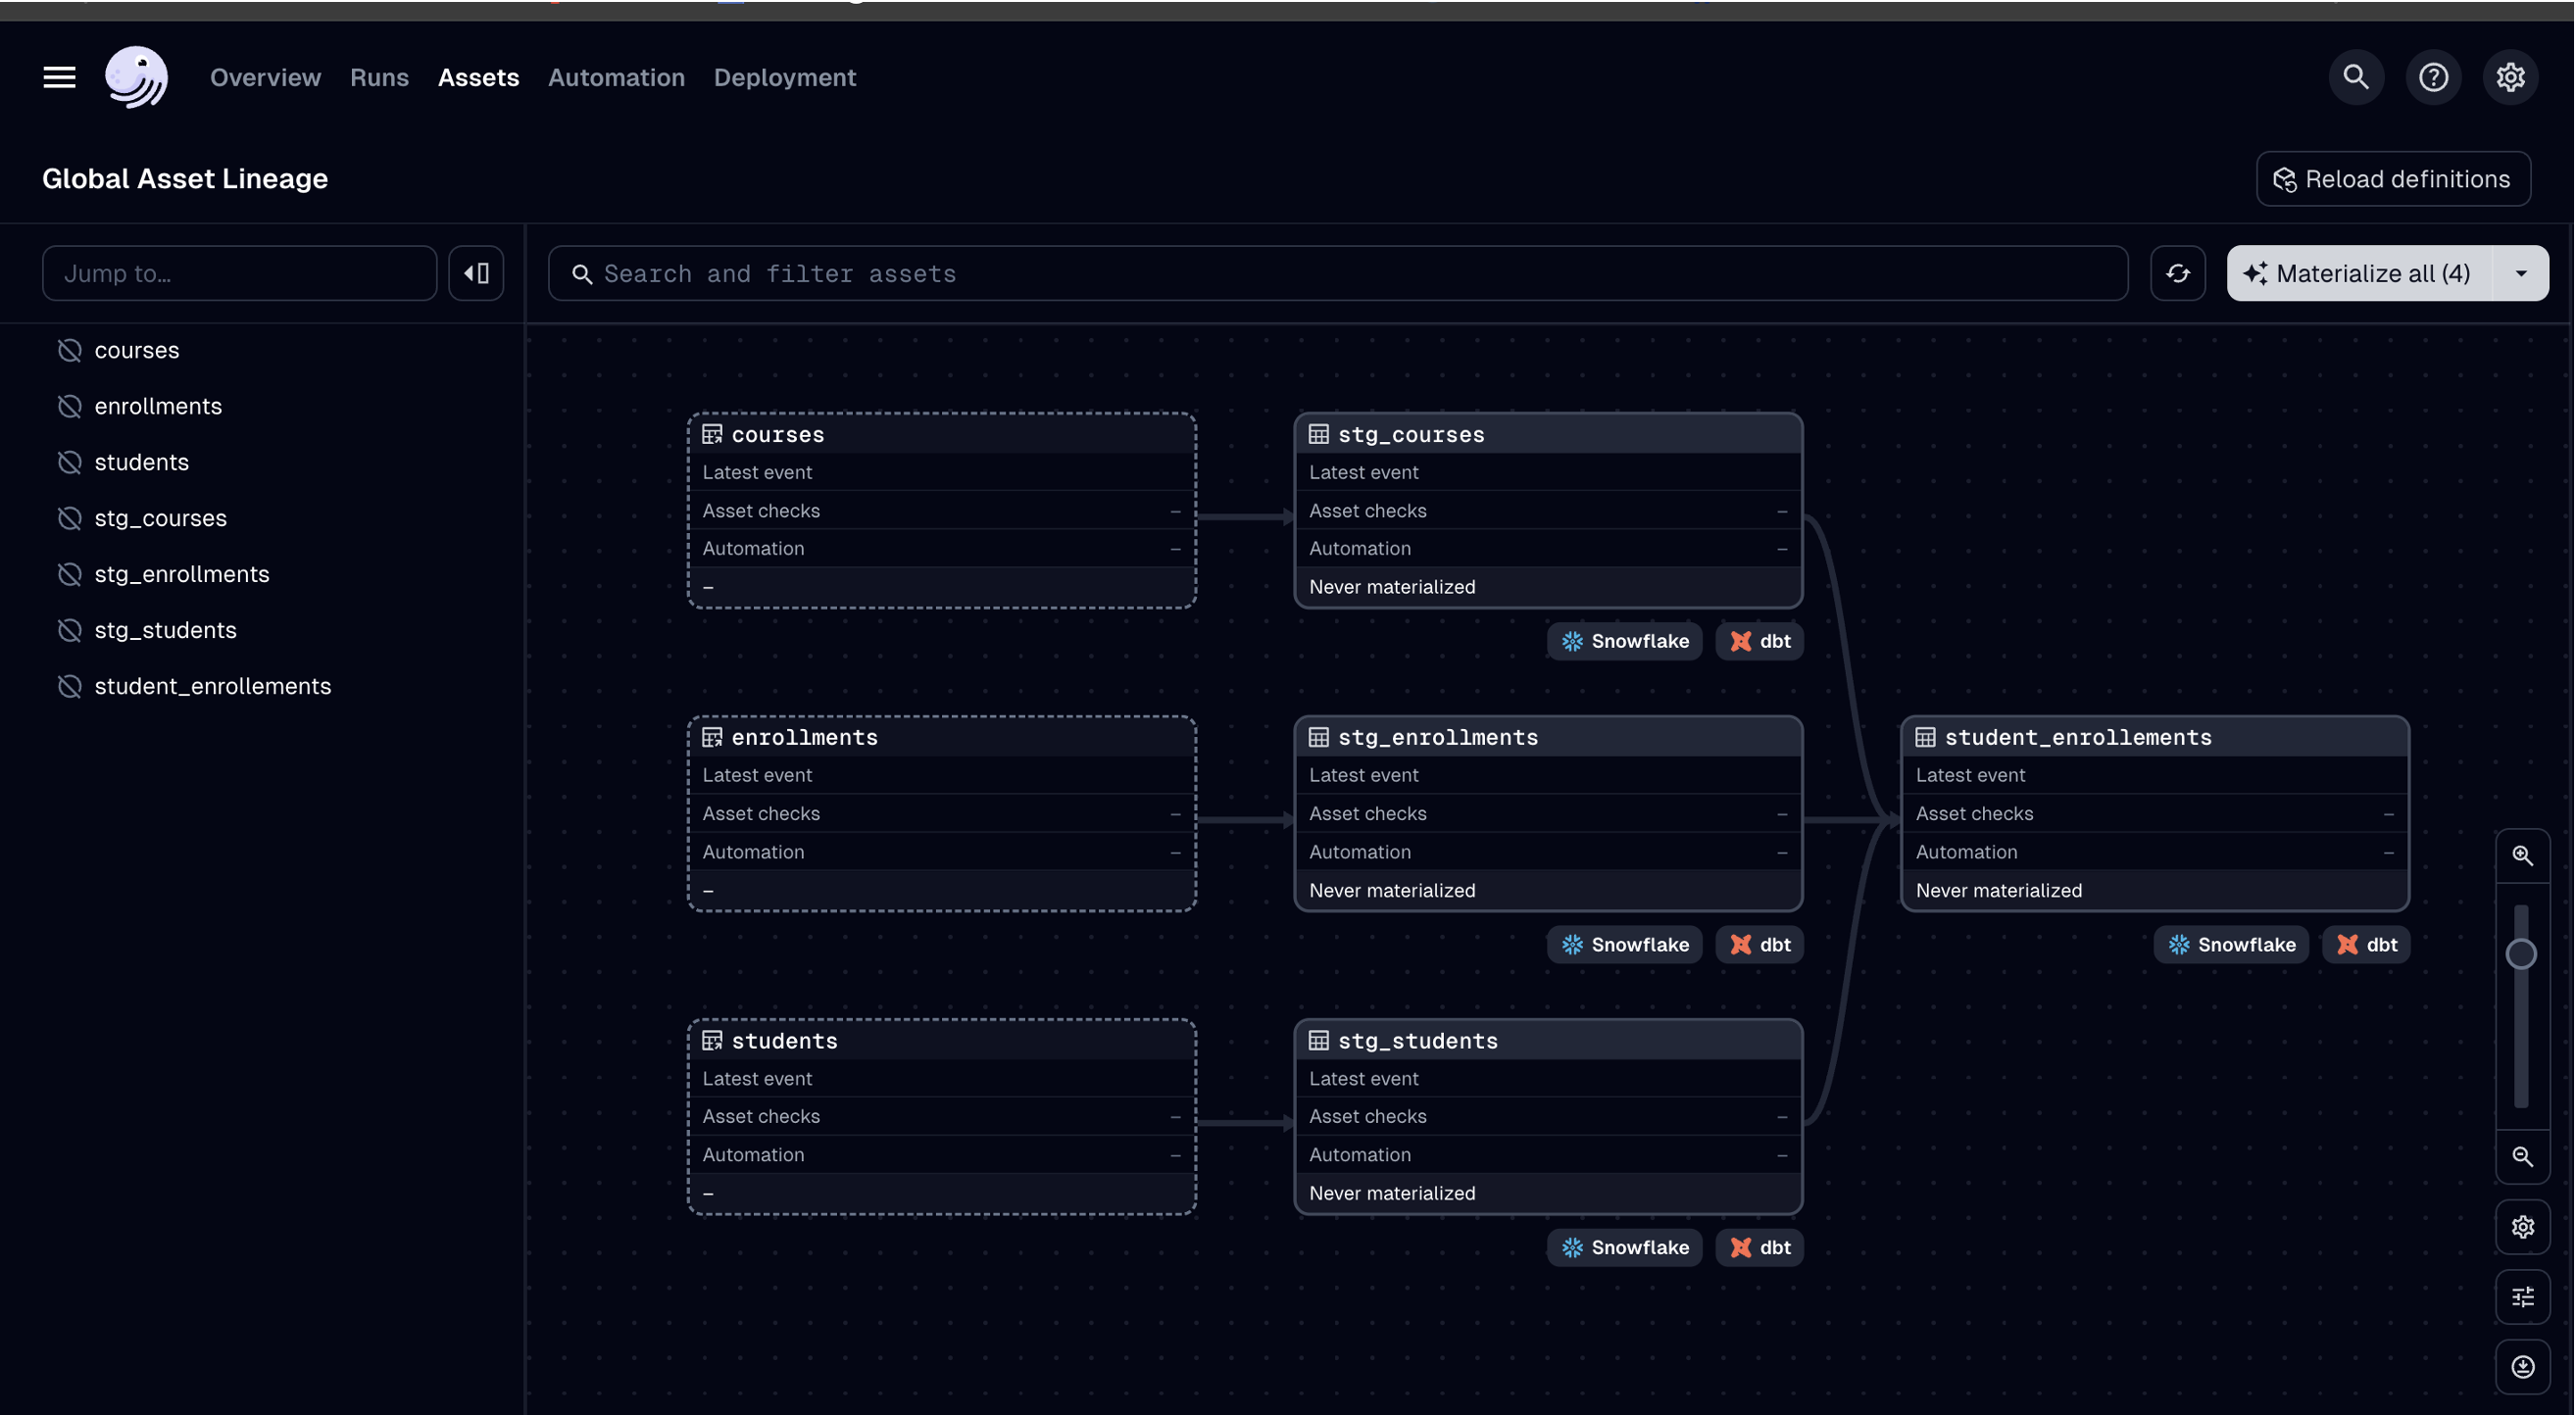 Overview Runs Assets Automation Deployment
Global Asset Lineage
Reload definitions
Jump to…
Search and filter assets
Materialize all (4)
courses
enrollments
students
stg_courses
stg_enrollments
stg_students
student_enrollements
courses
Latest event
Asset checks –
Automation –
–
stg_courses
Latest event
Asset checks –
Automation –
Never materialized
Snowflake dbt
enrollments
Latest event
Asset checks –
Automation –
–
stg_enrollments
Latest event
Asset checks –
Automation –
Never materialized
Snowflake dbt
student_enrollements
Latest event
Asset checks –
Automation –
Never materialized
Snowflake dbt
students
Latest event
Asset checks –
Automation –
–
stg_students
Latest event
Asset checks –
Automation –
Never materialized
Snowflake dbt